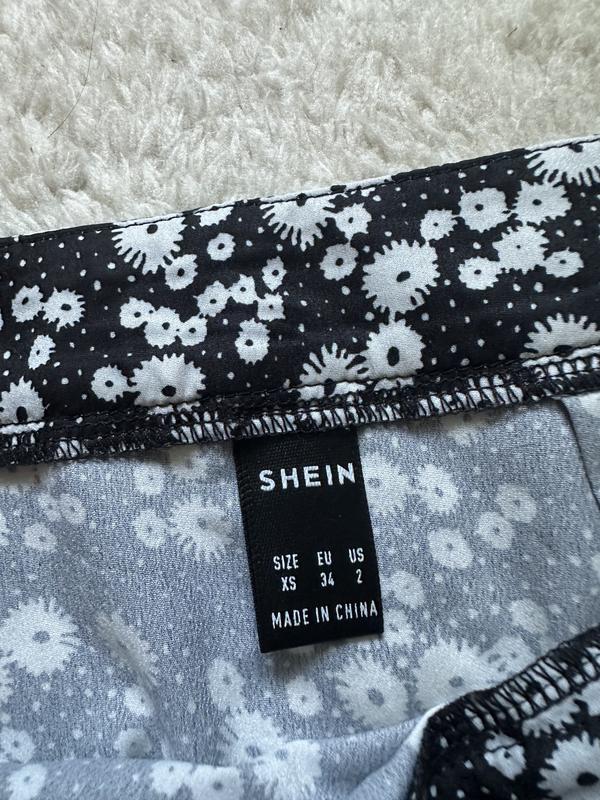 SHEIN
SIZE EU US
XS 34 2
MADE IN CHINA